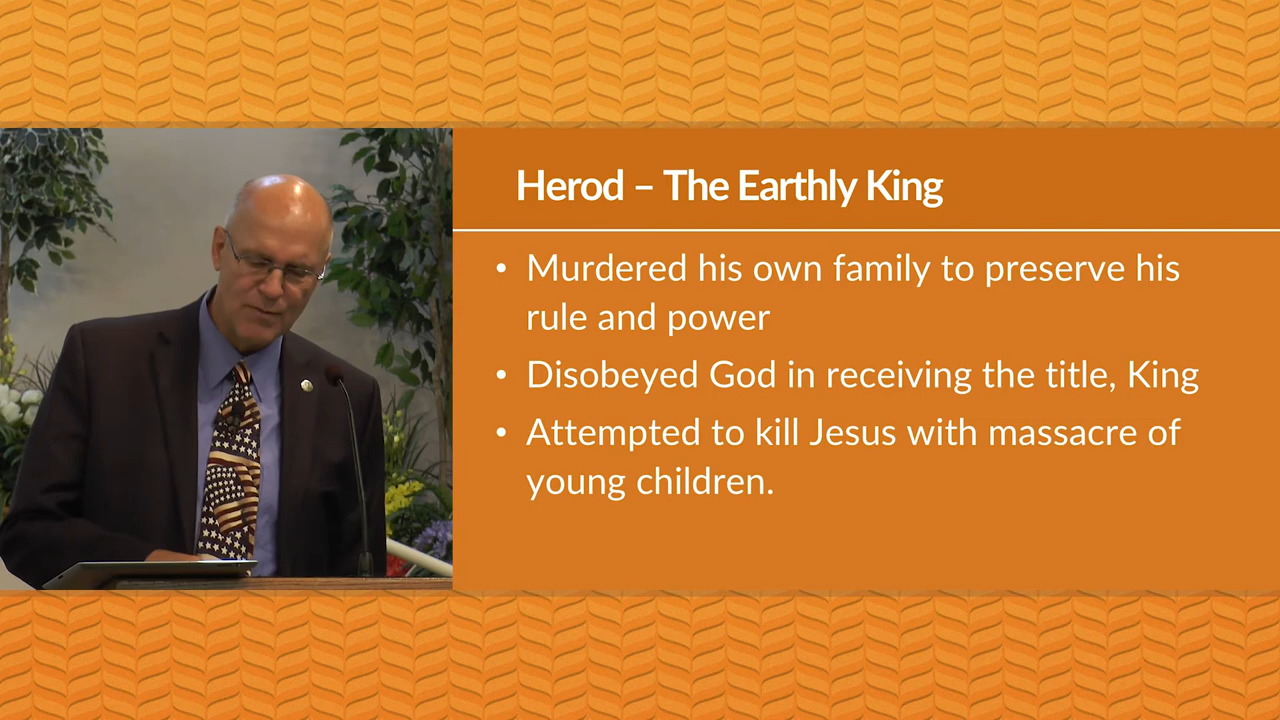 Herod – The Earthly King
• Murdered his own family to preserve his
rule and power
• Disobeyed God in receiving the title, King
• Attempted to kill Jesus with massacre of
young children.